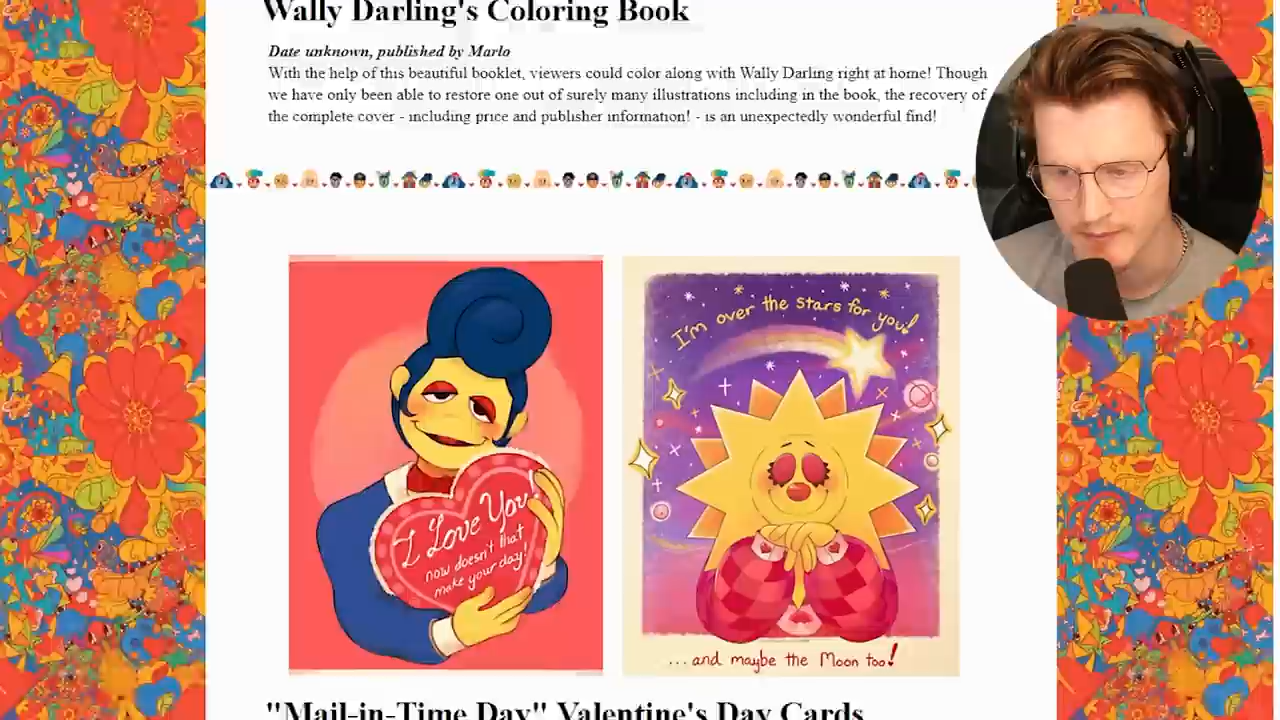 Wally Darling's Coloring Book
Date unknown, published by Marlo
With the help of this beautiful booklet, viewers could color along with Wally Darling right at home! Though
we have only been able to restore one out of surely many illustrations including in the book, the recovery of
the complete cover - including price and publisher information! - is an unexpectedly wonderful find!
I Love You!
now doesn't that
make your day!
I'm over the stars for you!
...and maybe the Moon too!
"Mail-in-Time Day" Valentine's Day Cards